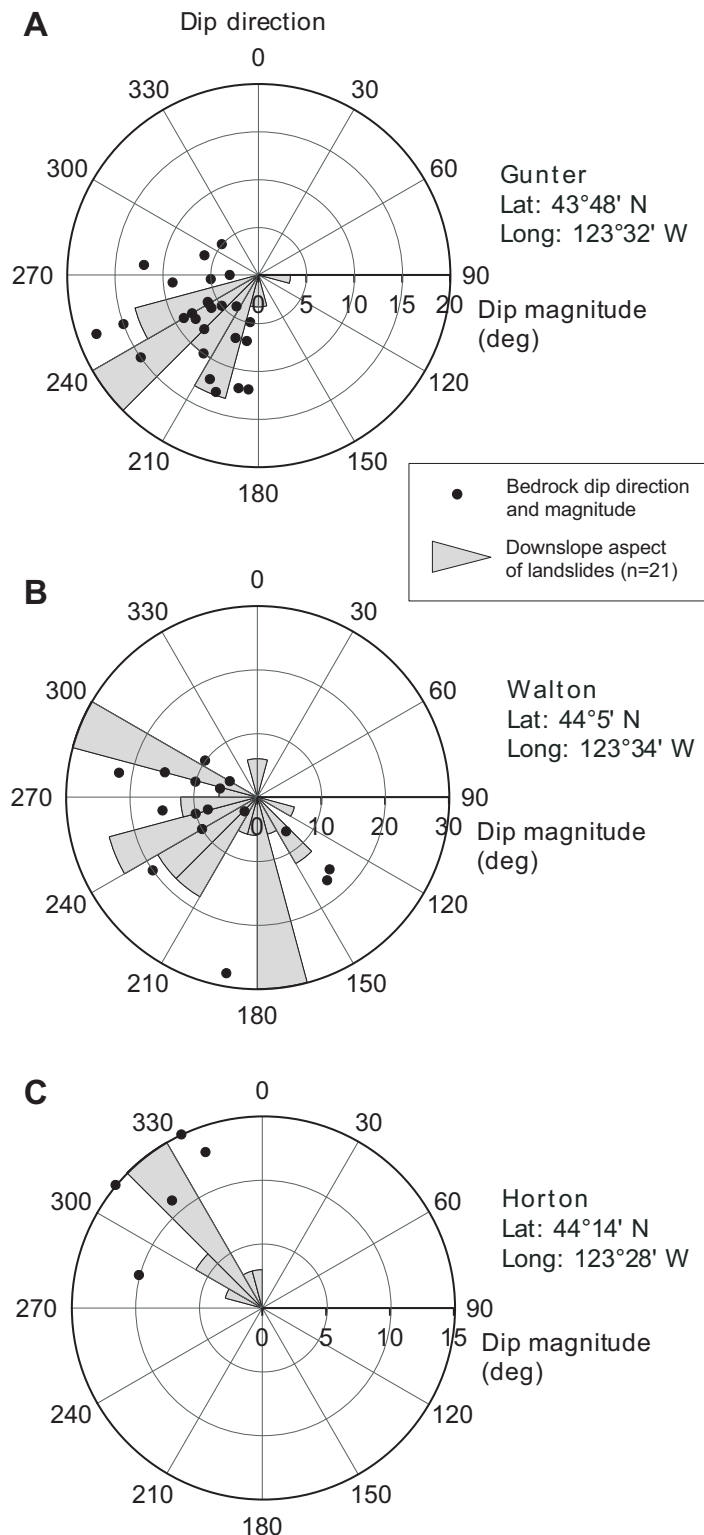 A
Dip direction
0
330
30
300
60
Gunter
Lat: 43°48' N
Long: 123°32' W
270
90
0
5
10
15
20
Dip magnitude
(deg)
240
120
210
150
180
Bedrock dip direction
and magnitude
Downslope aspect
of landslides (n=21)
B
0
330
30
300
60
Walton
Lat: 44°5' N
Long: 123°34' W
270
90
0
10
20
30
Dip magnitude
(deg)
240
120
210
150
180
C
0
330
30
300
60
Horton
Lat: 44°14' N
Long: 123°28' W
270
90
0
5
10
15
Dip magnitude
(deg)
240
120
210
150
180